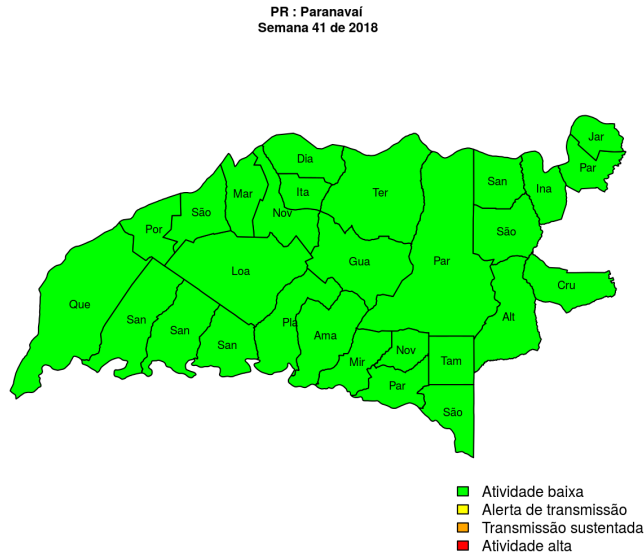 PR : Paranavaí
Semana 41 de 2018
Jar
Par
Dia
Ita
Ter
San
Ina
Mar
São
Nov
Por
São
Loa
Gua
Par
Cru
Que
San
San
San
Pla
Ama
Alt
Mir
Nov
Tam
Par
São
Atividade baixa
Alerta de transmissão
Transmissão sustentada
Atividade alta